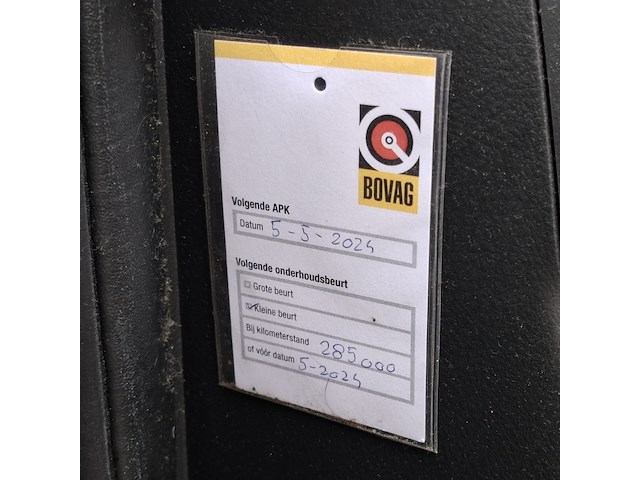 BOVAG
Volgende APK
Datum 5-5-2024
Volgende onderhoudsbeurt
Grote beurt
Kleine beurt
Bij kilometerstand 285000
of vóór datum 5-2024